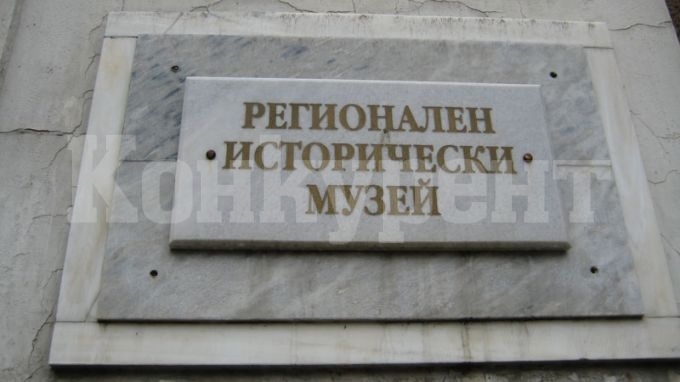 РЕГИОНАЛЕН
ИСТОРИЧЕСКИ
МУЗЕЙ
Конкурент